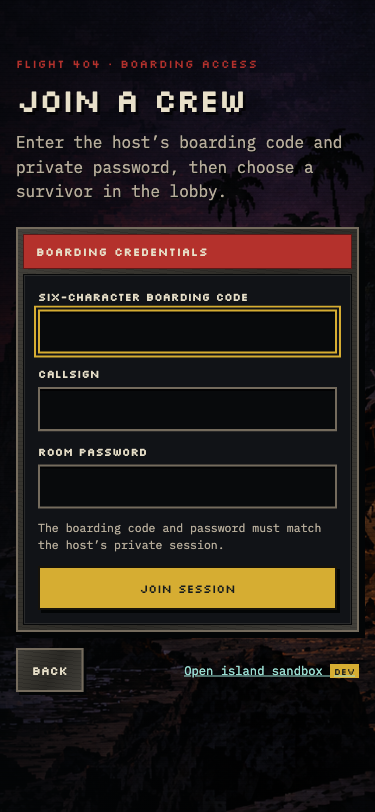 FLIGHT 404 · BOARDING ACCESS
JOIN A CREW
Enter the host’s boarding code and
private password, then choose a
survivor in the lobby.
BOARDING CREDENTIALS
SIX-CHARACTER BOARDING CODE
CALLSIGN
ROOM PASSWORD
The boarding code and password must match
the host’s private session.
JOIN SESSION
BACK
Open island sandbox DEV